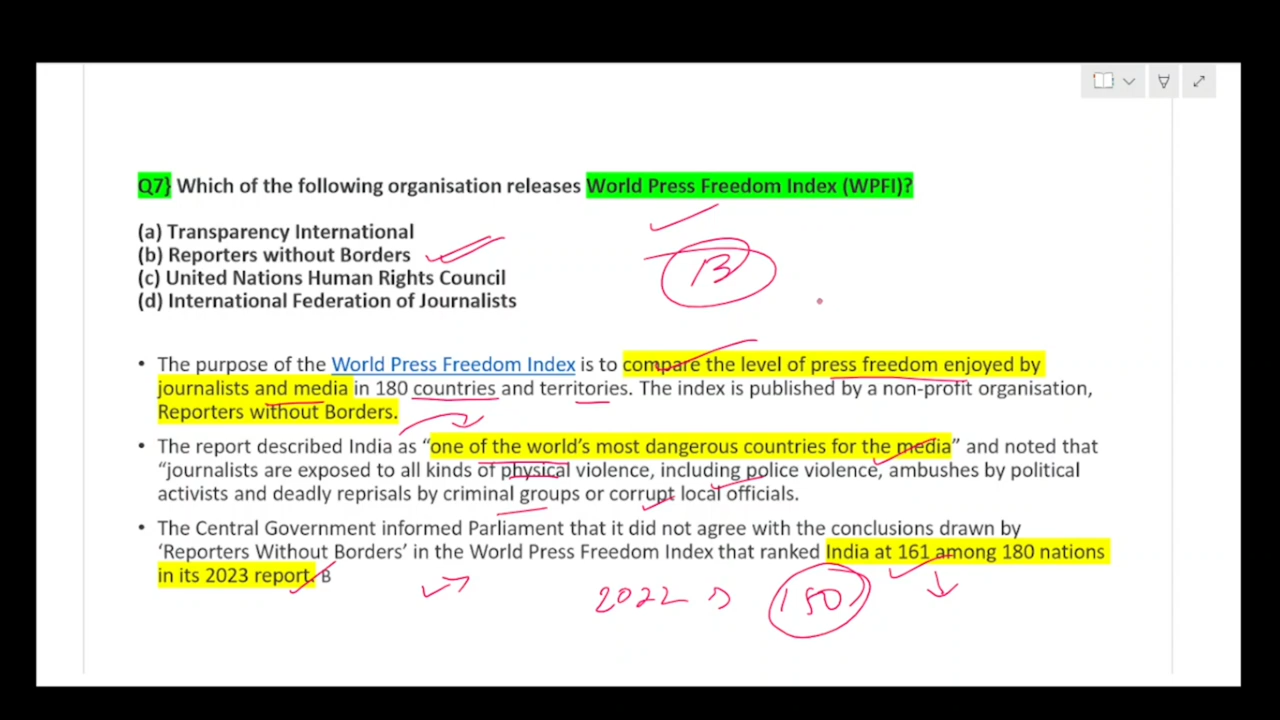 Q7} Which of the following organisation releases World Press Freedom Index (WPFI)?
(a) Transparency International
(b) Reporters without Borders
(c) United Nations Human Rights Council
(d) International Federation of Journalists
B
• The purpose of the World Press Freedom Index is to compare the level of press freedom enjoyed by
journalists and media in 180 countries and territories. The index is published by a non-profit organisation,
Reporters without Borders.
• The report described India as “one of the world’s most dangerous countries for the media” and noted that
“journalists are exposed to all kinds of physical violence, including police violence, ambushes by political
activists and deadly reprisals by criminal groups or corrupt local officials.
• The Central Government informed Parliament that it did not agree with the conclusions drawn by
‘Reporters Without Borders’ in the World Press Freedom Index that ranked India at 161 among 180 nations
in its 2023 report. B
2022 150